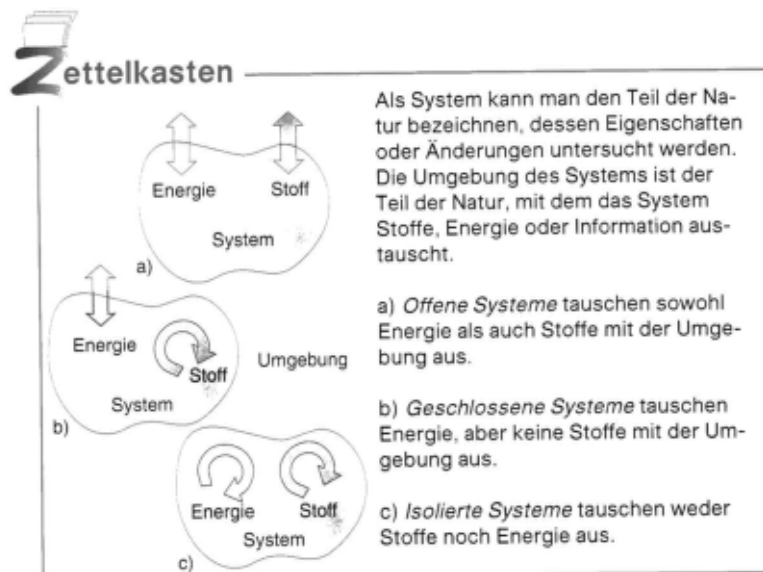 Zettelkasten
Energie Stoff
System
a)
Energie
Stoff
System
Umgebung
b)
Energie Stoff
System
c)
Als System kann man den Teil der Na-
tur bezeichnen, dessen Eigenschaften
oder Änderungen untersucht werden.
Die Umgebung des Systems ist der
Teil der Natur, mit dem das System
Stoffe, Energie oder Information aus-
tauscht.
a) Offene Systeme tauschen sowohl
Energie als auch Stoffe mit der Umge-
bung aus.
b) Geschlossene Systeme tauschen
Energie, aber keine Stoffe mit der Um-
gebung aus.
c) Isolierte Systeme tauschen weder
Stoffe noch Energie aus.